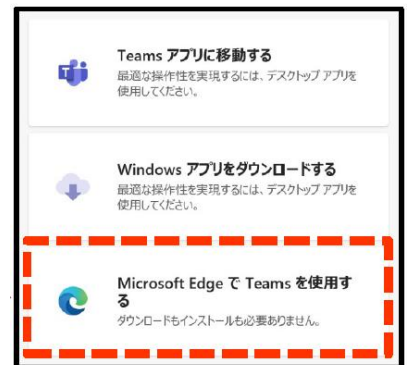 Teams アプリに移動する
最適な操作性を実現するには、デスクトップ アプリを
使用してください。
Windows アプリをダウンロードする
最適な操作性を実現するには、デスクトップ アプリを
使用してください。
Microsoft Edge で Teams を使用す
る
ダウンロードもインストールも必要ありません。